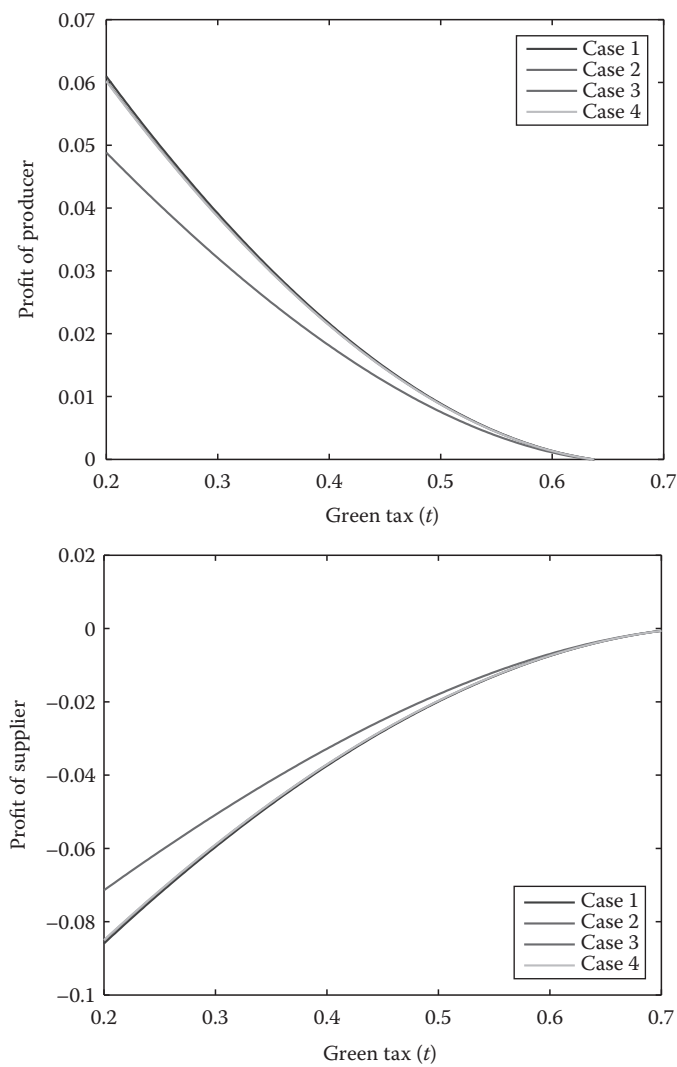 0.07
0.06
0.05
0.04
0.03
0.02
0.01
0
Profit of producer
Case 1
Case 2
Case 3
Case 4
0.2 0.3 0.4 0.5 0.6 0.7
Green tax (t)
0.02
0
−0.02
−0.04
−0.06
−0.08
−0.1
Profit of supplier
Case 1
Case 2
Case 3
Case 4
0.2 0.3 0.4 0.5 0.6 0.7
Green tax (t)